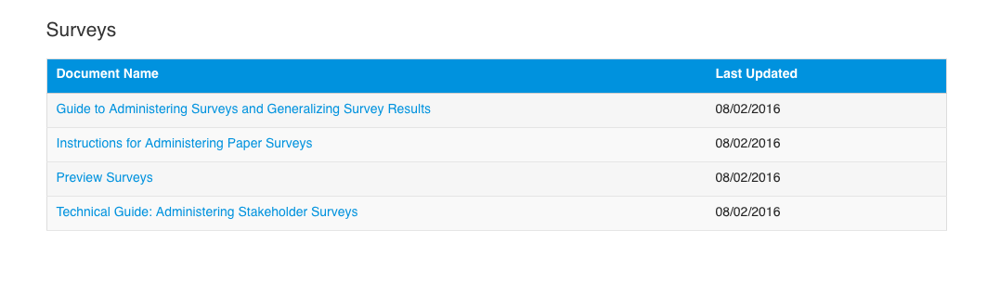 Surveys
Document Name Last Updated
Guide to Administering Surveys and Generalizing Survey Results 08/02/2016
Instructions for Administering Paper Surveys 08/02/2016
Preview Surveys 08/02/2016
Technical Guide: Administering Stakeholder Surveys 08/02/2016